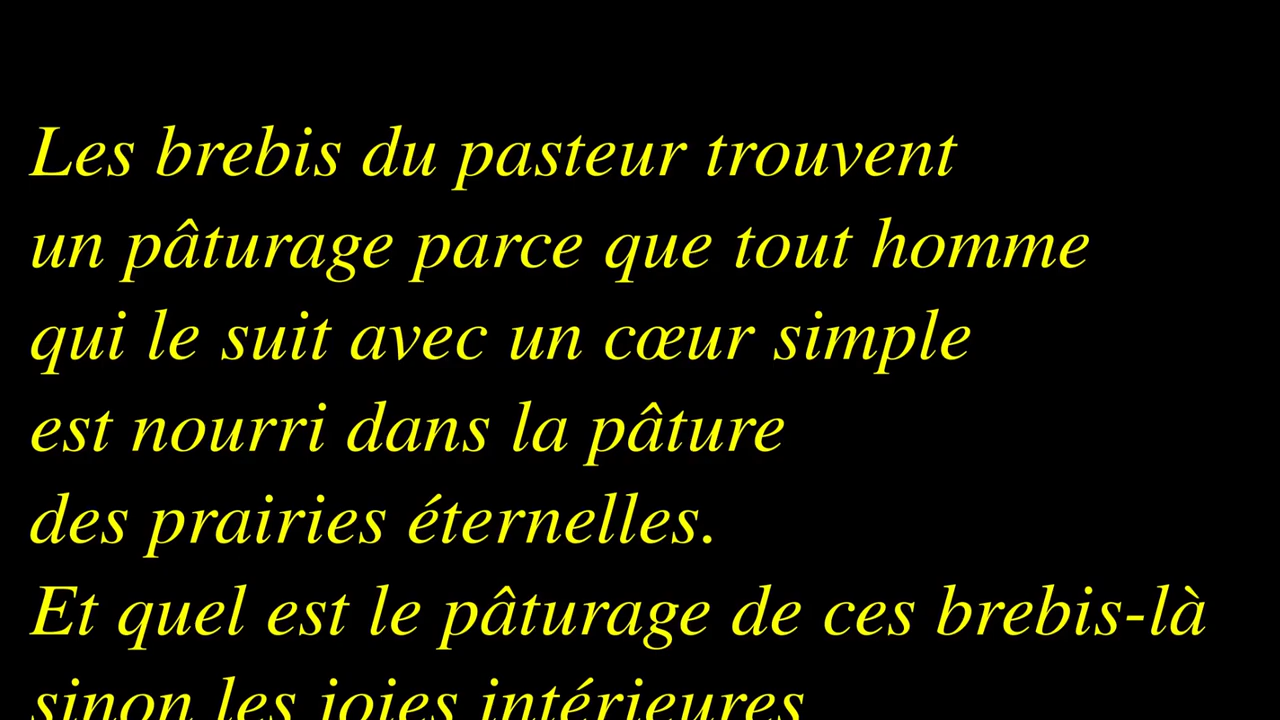 Les brebis du pasteur trouvent
un pâturage parce que tout homme
qui le suit avec un cœur simple
est nourri dans la pâture
des prairies éternelles.
Et quel est le pâturage de ces brebis-là
sinon les joies intérieures